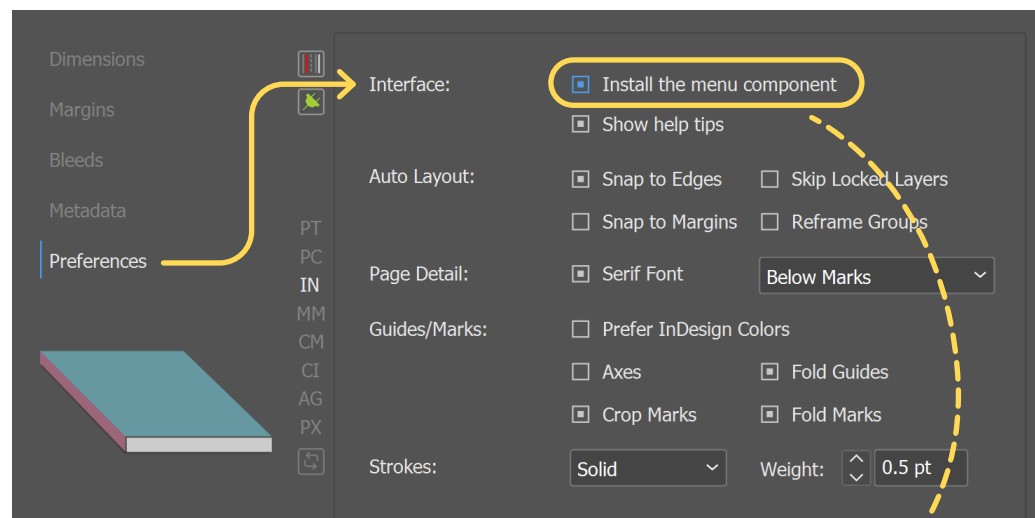 Dimensions
Margins
Bleeds
Metadata
Preferences
PT
PC
IN
MM
CM
CI
AG
PX
Interface: Install the menu component
Show help tips
Auto Layout: Snap to Edges Skip Locked Layers
Snap to Margins Reframe Groups
Page Detail: Serif Font Below Marks
Guides/Marks: Prefer InDesign Colors
Axes Fold Guides
Crop Marks Fold Marks
Strokes: Solid Weight: 0.5 pt